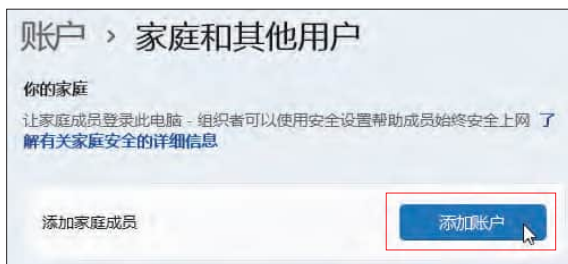 账户 › 家庭和其他用户
你的家庭
让家庭成员登录此电脑 - 组织者可以使用安全设置帮助成员始终安全上网 了
解有关家庭安全的详细信息
添加家庭成员 添加账户